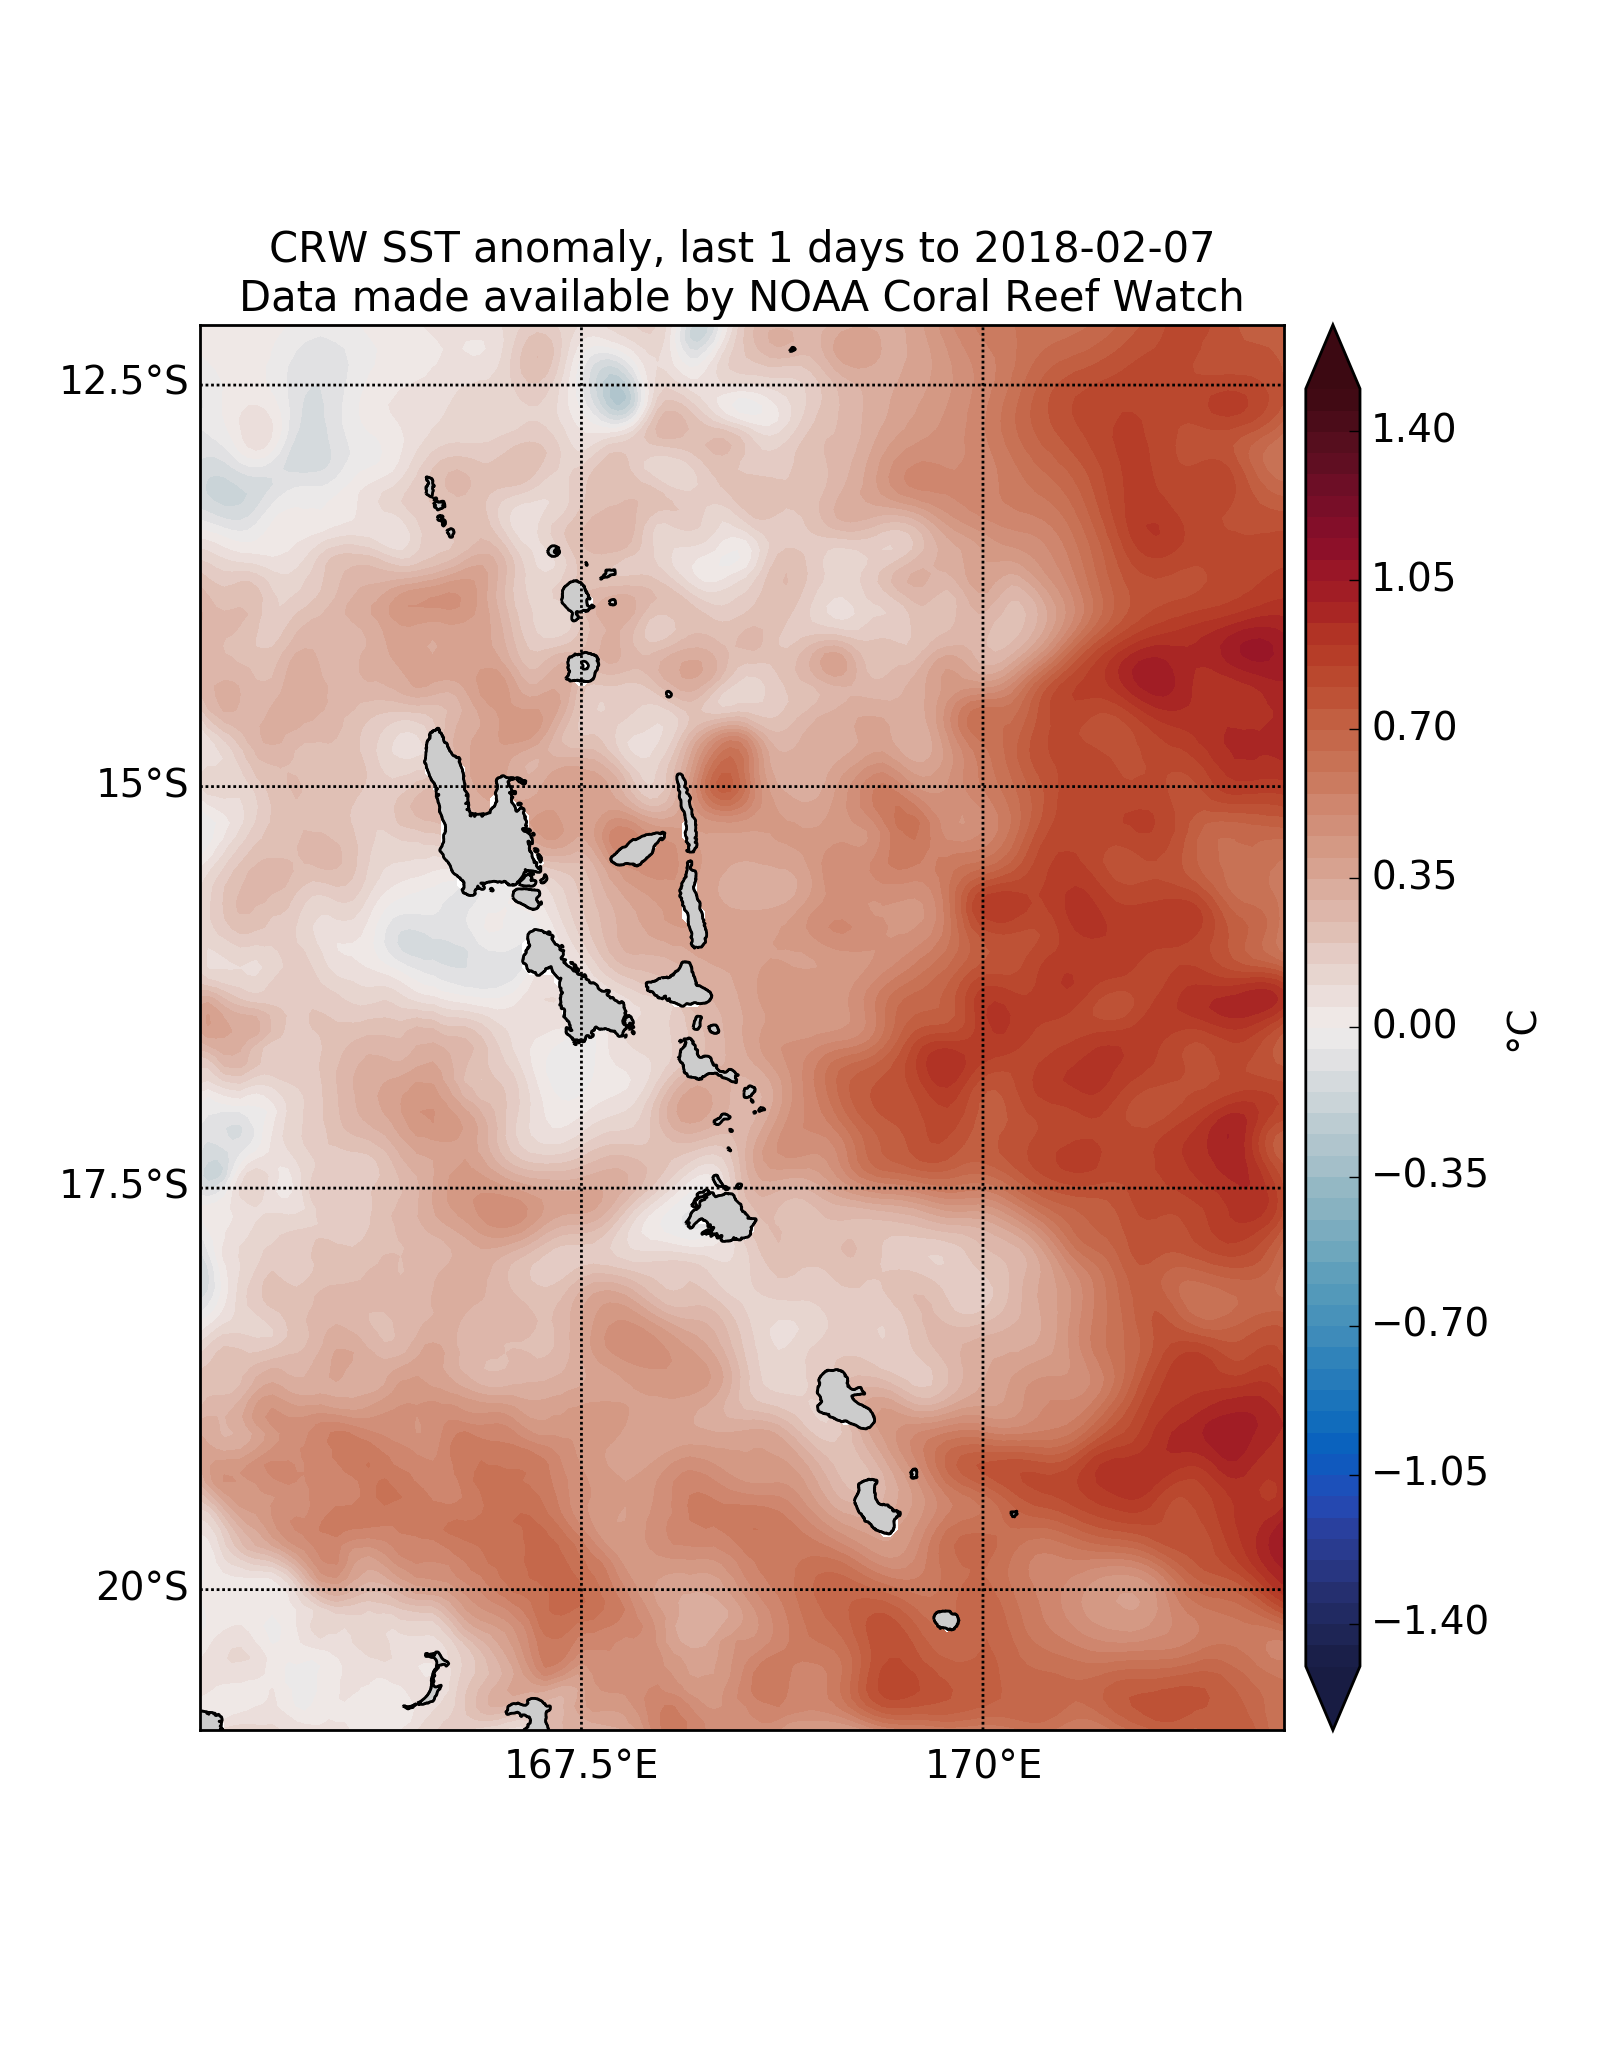 CRW SST anomaly, last 1 days to 2018-02-07
Data made available by NOAA Coral Reef Watch
12.5°S
15°S
17.5°S
20°S
167.5°E
170°E
1.40
1.05
0.70
0.35
0.00
−0.35
−0.70
−1.05
−1.40
°C